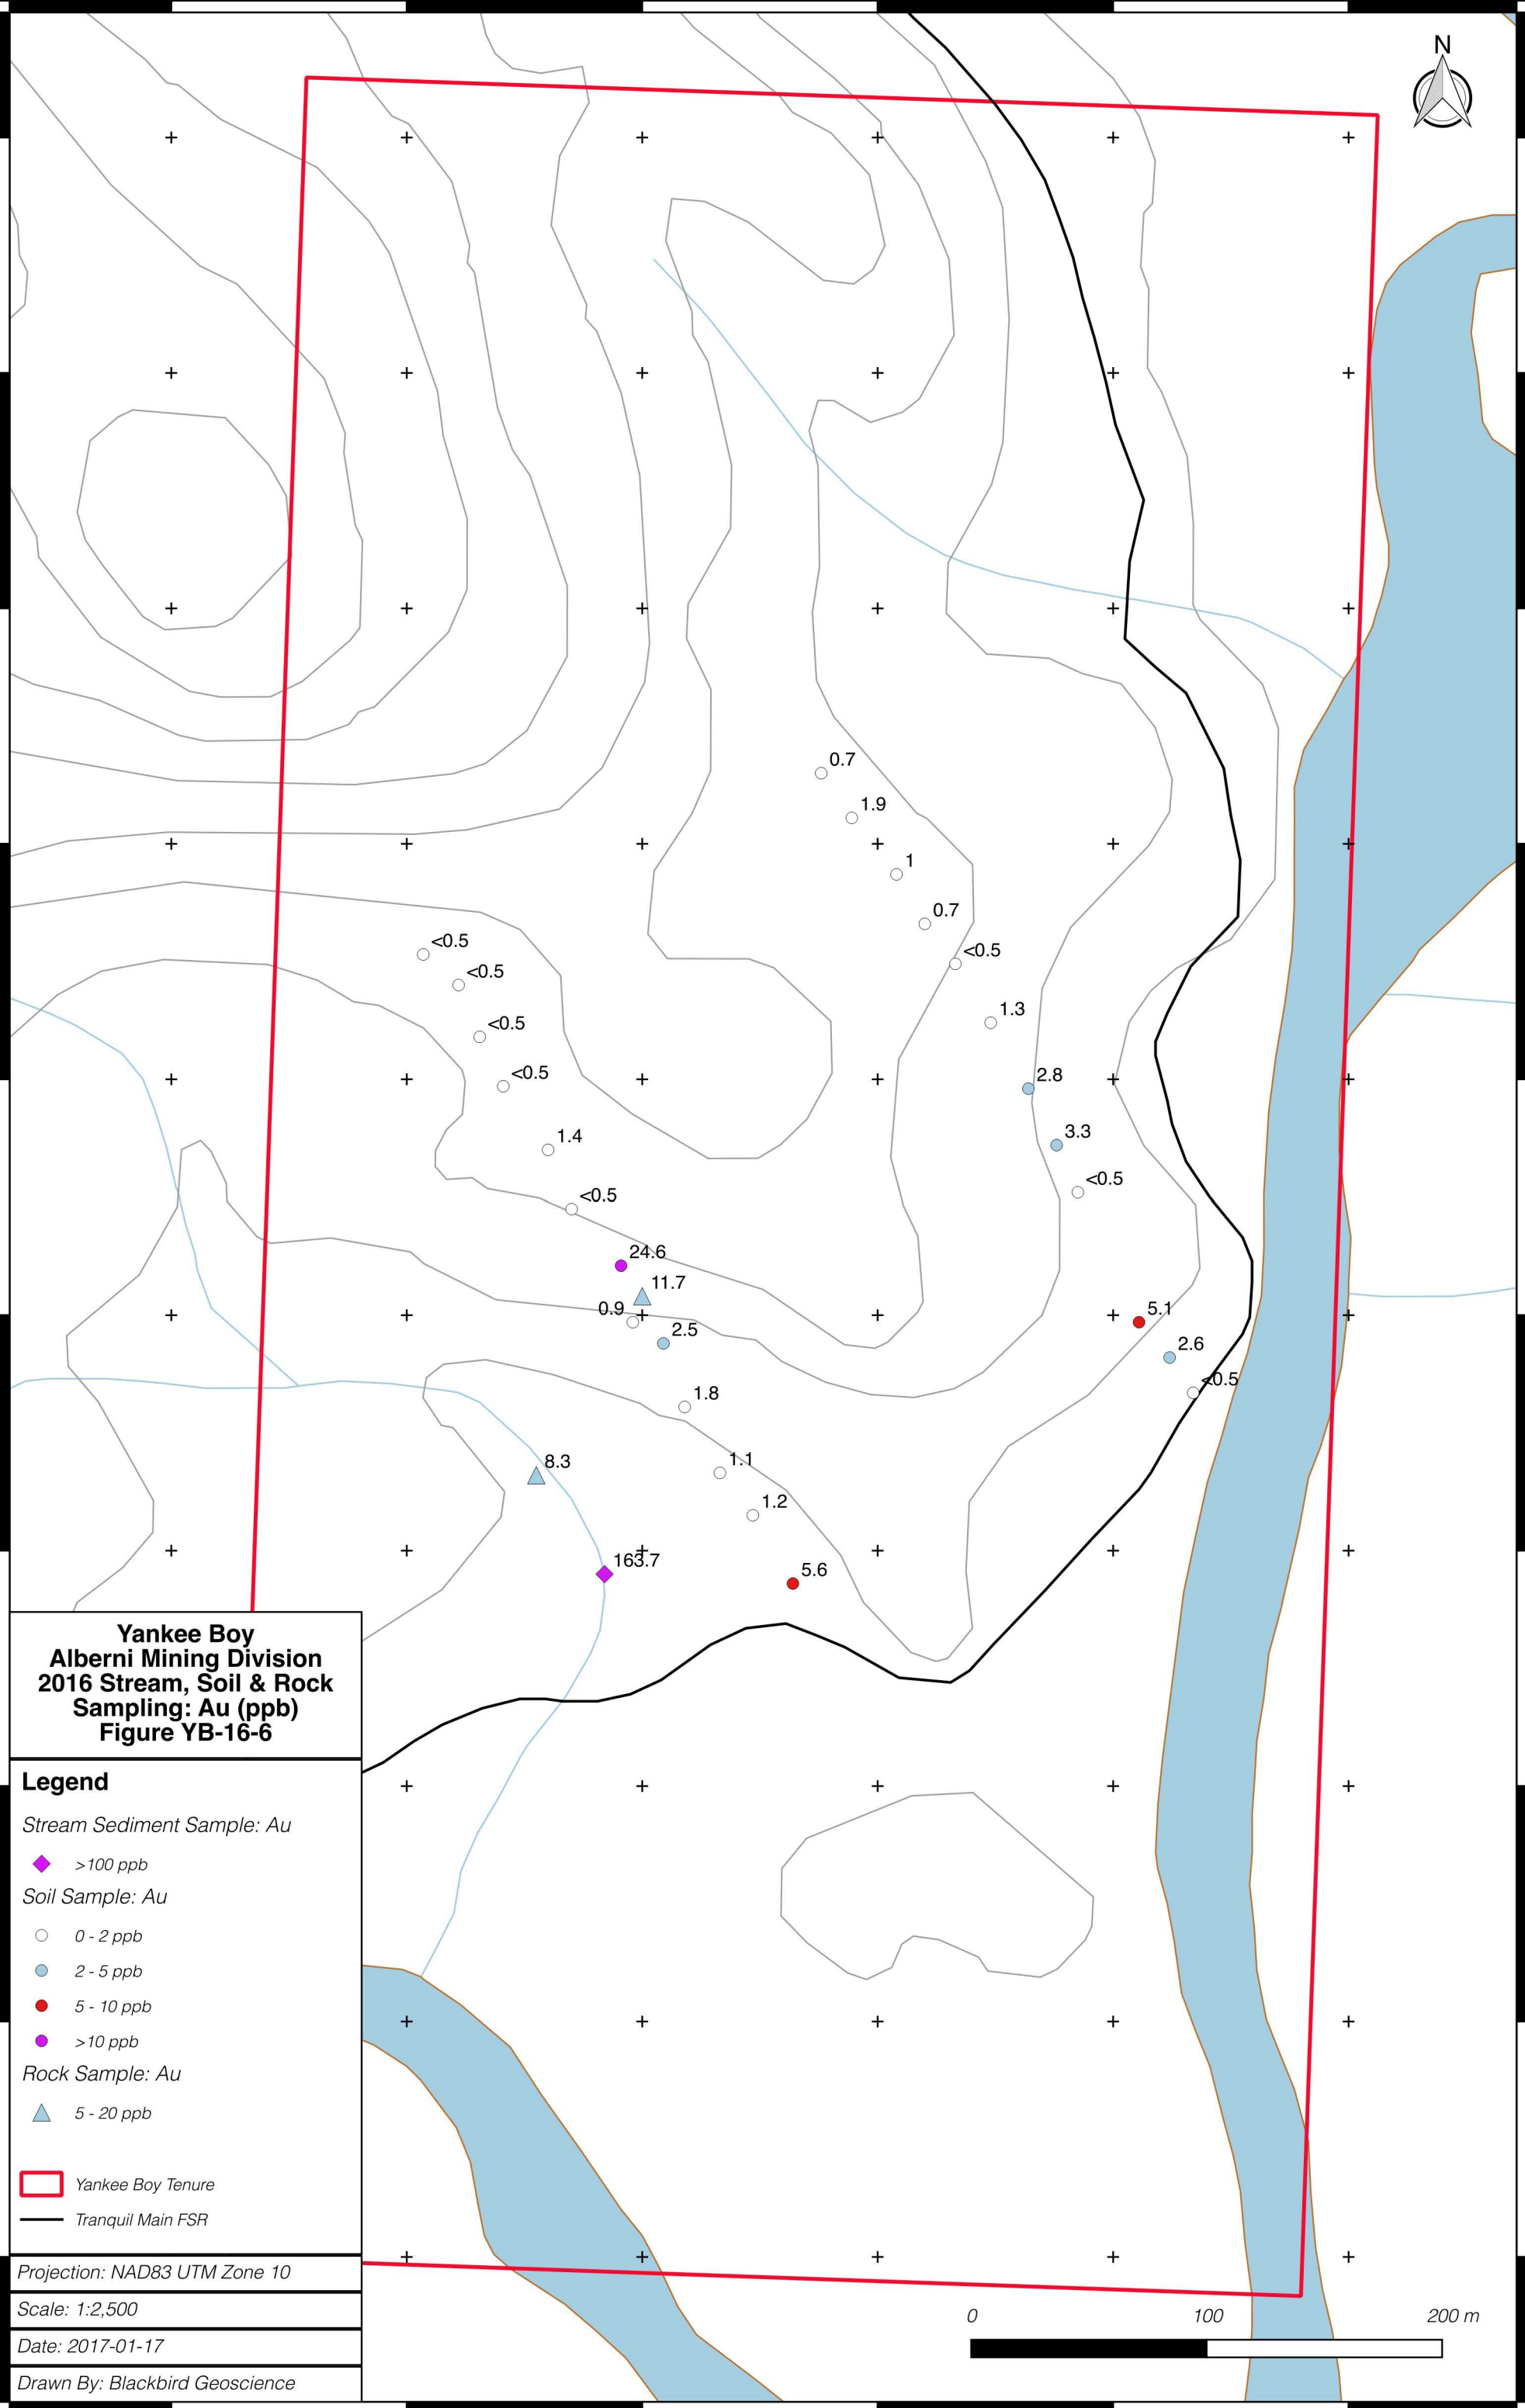 N
0.7
1.9
1
0.7
<0.5
<0.5
<0.5
1.3
<0.5
<0.5
2.8
3.3
1.4
<0.5
<0.5
24.6
11.7
0.9
5.1
2.5
2.6
<0.5
1.8
1.1
8.3
1.2
163.7
5.6
Yankee Boy
Alberni Mining Division
2016 Stream, Soil & Rock
Sampling: Au (ppb)
Figure YB-16-6
Legend
Stream Sediment Sample: Au
>100 ppb
Soil Sample: Au
0 - 2 ppb
2 - 5 ppb
5 - 10 ppb
>10 ppb
Rock Sample: Au
5 - 20 ppb
Yankee Boy Tenure
Tranquil Main FSR
Projection: NAD83 UTM Zone 10
Scale: 1:2,500
Date: 2017-01-17
Drawn By: Blackbird Geoscience
0 100 200 m